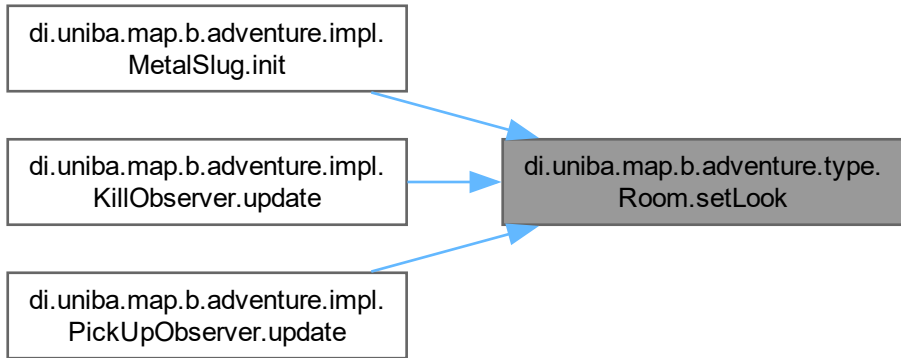 di.uniba.map.b.adventure.impl.
MetalSlug.init
di.uniba.map.b.adventure.impl.
KillObserver.update
di.uniba.map.b.adventure.impl.
PickUpObserver.update
di.uniba.map.b.adventure.type.
Room.setLook